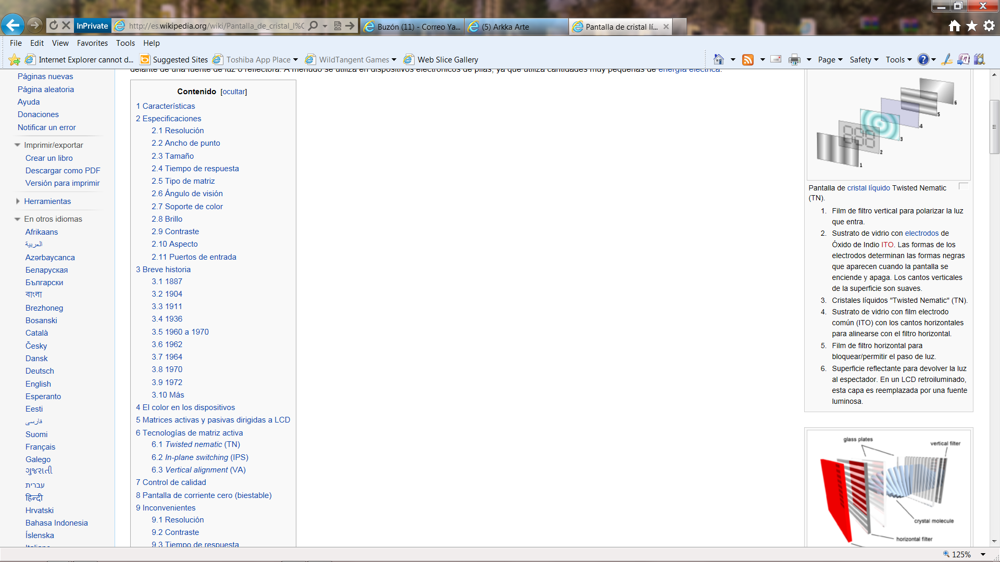 InPrivate
http://es.wikipedia.org/wiki/Pantalla_de_cristal_l%C
Buzón (11) - Correo Ya...
(5) Arkka Arte
Pantalla de cristal lí...
File Edit View Favorites Tools Help
Internet Explorer cannot d...
Suggested Sites
Toshiba App Place
WildTangent Games
Web Slice Gallery
Page
Safety
Tools
delante de una fuente de luz o reflectora. A menudo se utiliza en dispositivos electrónicos de pilas, ya que utiliza cantidades muy pequeñas de energía eléctrica.
Páginas nuevas
Página aleatoria
Ayuda
Donaciones
Notificar un error
Imprimir/exportar
Crear un libro
Descargar como PDF
Versión para imprimir
Herramientas
En otros idiomas
Afrikaans
العربية
Azərbaycanca
Беларуская
Български
বাংলা
Brezhoneg
Bosanski
Català
Česky
Dansk
Deutsch
English
Esperanto
Eesti
فارسی
Suomi
Français
Galego
ગુજરાતી
עברית
हिन्दी
Hrvatski
Bahasa Indonesia
Íslenska
Italiano
Contenido [ocultar]
1 Características
2 Especificaciones
2.1 Resolución
2.2 Ancho de punto
2.3 Tamaño
2.4 Tiempo de respuesta
2.5 Tipo de matriz
2.6 Ángulo de visión
2.7 Soporte de color
2.8 Brillo
2.9 Contraste
2.10 Aspecto
2.11 Puertos de entrada
3 Breve historia
3.1 1887
3.2 1904
3.3 1911
3.4 1936
3.5 1960 a 1970
3.6 1962
3.7 1964
3.8 1970
3.9 1972
3.10 Más
4 El color en los dispositivos
5 Matrices activas y pasivas dirigidas a LCD
6 Tecnologías de matriz activa
6.1 Twisted nematic (TN)
6.2 In-plane switching (IPS)
6.3 Vertical alignment (VA)
7 Control de calidad
8 Pantalla de corriente cero (biestable)
9 Inconvenientes
9.1 Resolución
9.2 Contraste
9.3 Tiempo de respuesta
6
5
4
3
2
1
Pantalla de cristal líquido Twisted Nematic
(TN).
1. Film de filtro vertical para polarizar la luz
que entra.
2. Sustrato de vidrio con electrodos de
Óxido de Indio ITO. Las formas de los
electrodos determinan las formas negras
que aparecen cuando la pantalla se
enciende y apaga. Los cantos verticales
de la superficie son suaves.
3. Cristales líquidos "Twisted Nematic" (TN).
4. Sustrato de vidrio con film electrodo
común (ITO) con los cantos horizontales
para alinearse con el filtro horizontal.
5. Film de filtro horizontal para
bloquear/permitir el paso de luz.
6. Superficie reflectante para devolver la luz
al espectador. En un LCD retroiluminado,
esta capa es reemplazada por una fuente
luminosa.
glass plates
vertical filter
crystal molecule
horizontal filter
125%